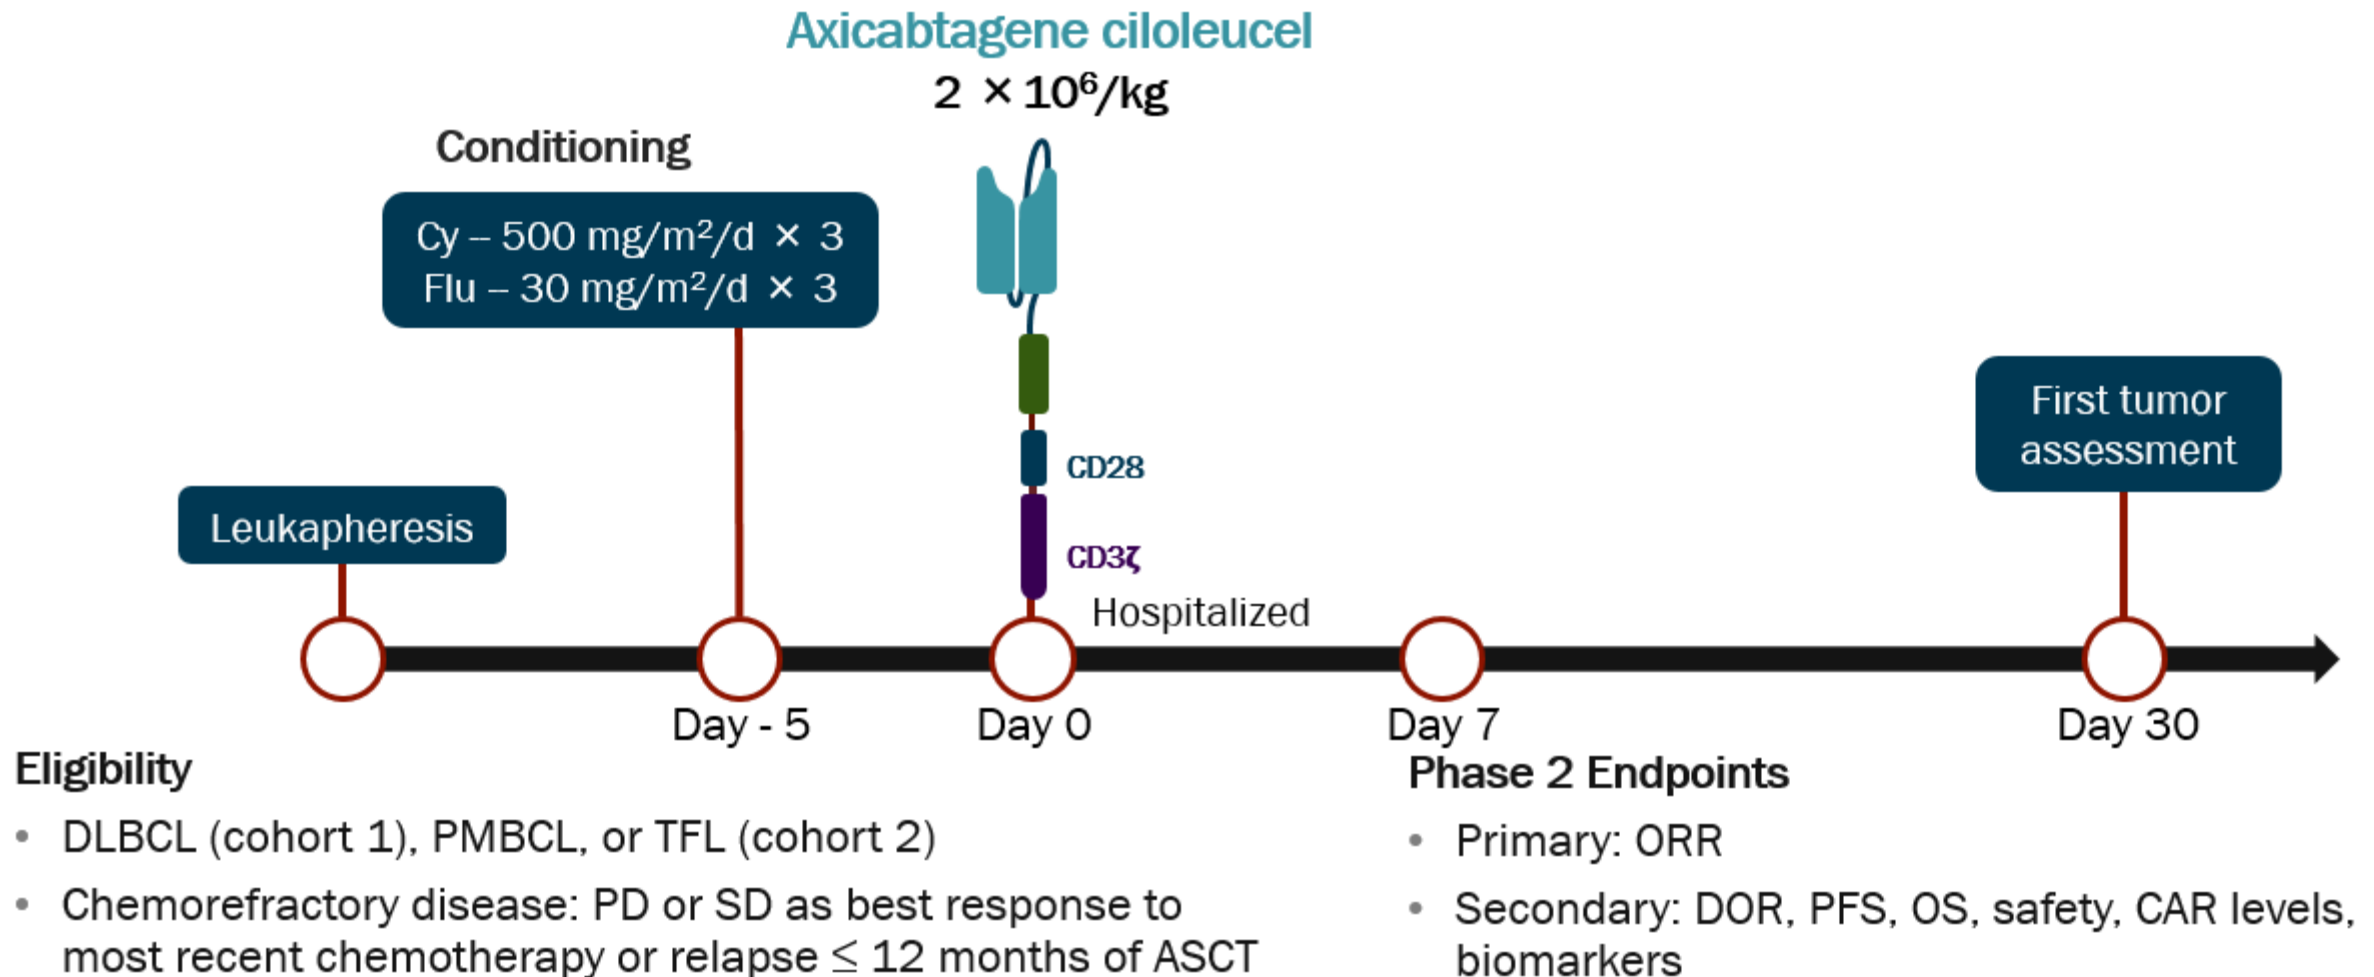 Axicabtagene ciloleucel
2 × 10⁶/kg
Conditioning
Cy – 500 mg/m²/d × 3
Flu – 30 mg/m²/d × 3
CD28
CD3ζ
Leukapheresis
Hospitalized
First tumor
assessment
Day - 5
Day 0
Day 7
Day 30
Eligibility
• DLBCL (cohort 1), PMBCL, or TFL (cohort 2)
• Chemorefractory disease: PD or SD as best response to
most recent chemotherapy or relapse ≤ 12 months of ASCT
Phase 2 Endpoints
• Primary: ORR
• Secondary: DOR, PFS, OS, safety, CAR levels,
biomarkers